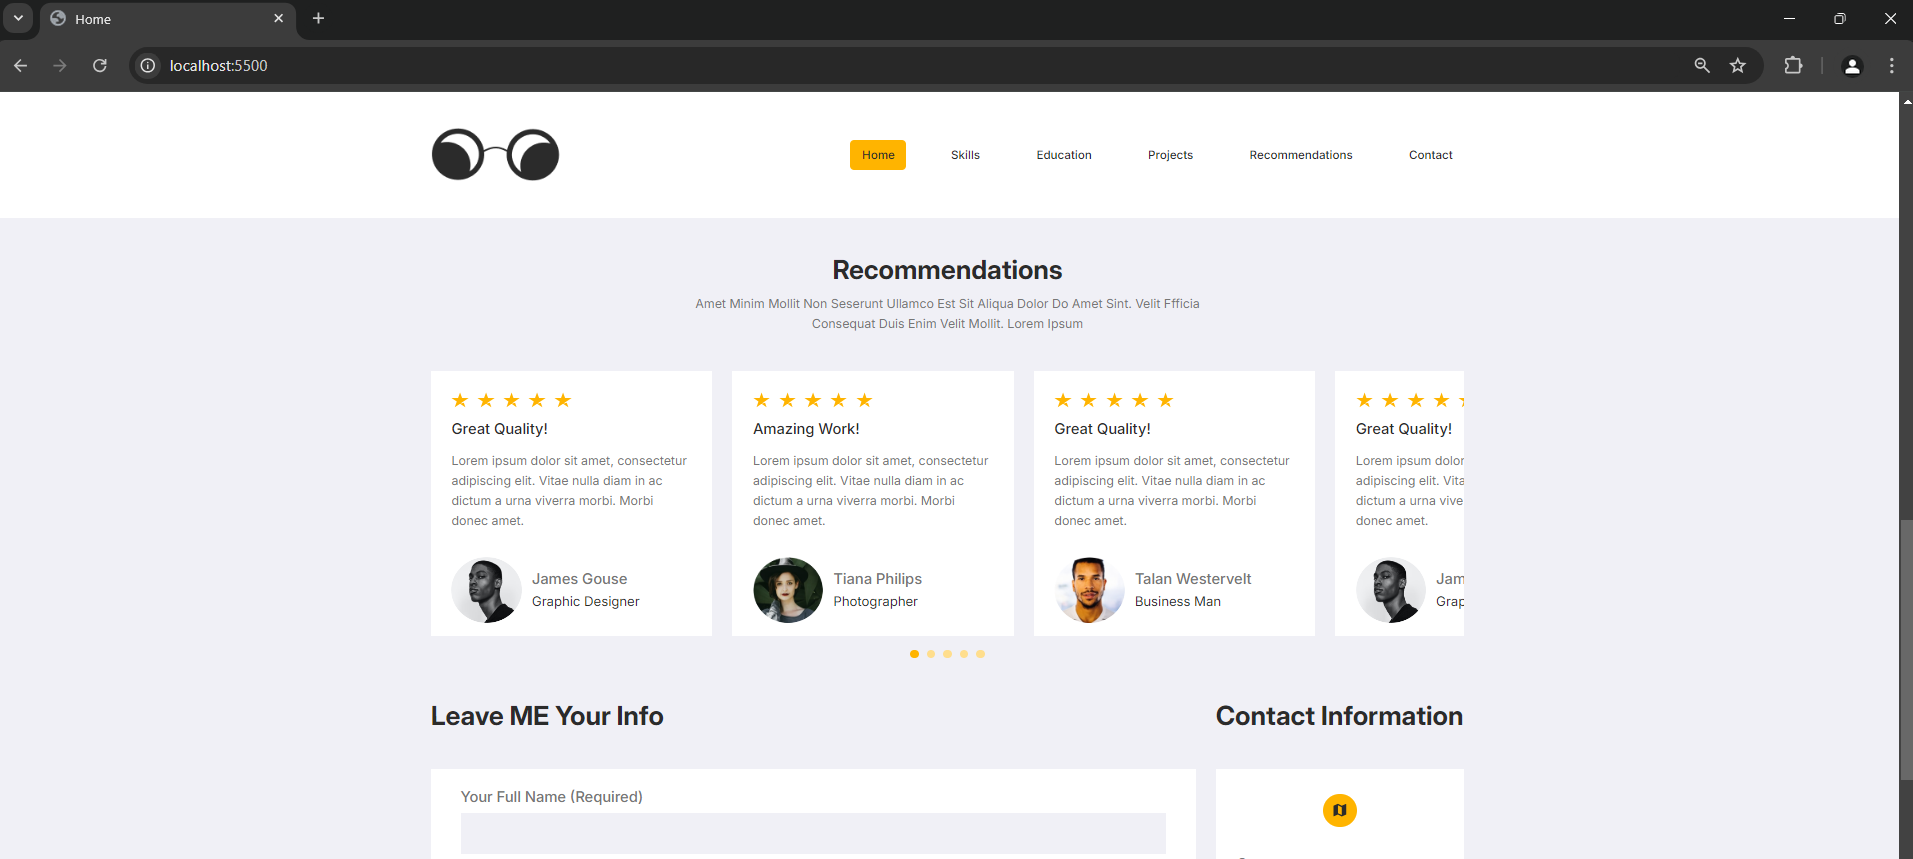 Home
localhost:5500
Home Skills Education Projects Recommendations Contact
Recommendations
Amet Minim Mollit Non Seserunt Ullamco Est Sit Aliqua Dolor Do Amet Sint. Velit Ffficia
Consequat Duis Enim Velit Mollit. Lorem Ipsum
Great Quality!
Lorem ipsum dolor sit amet, consectetur
adipiscing elit. Vitae nulla diam in ac
dictum a urna viverra morbi. Morbi
donec amet.
James Gouse
Graphic Designer
Amazing Work!
Lorem ipsum dolor sit amet, consectetur
adipiscing elit. Vitae nulla diam in ac
dictum a urna viverra morbi. Morbi
donec amet.
Tiana Philips
Photographer
Great Quality!
Lorem ipsum dolor sit amet, consectetur
adipiscing elit. Vitae nulla diam in ac
dictum a urna viverra morbi. Morbi
donec amet.
Talan Westervelt
Business Man
Great Quality!
Lorem ipsum dolor
adipiscing elit. Vita
dictum a urna vive
donec amet.
Jam
Grap
Leave ME Your Info
Contact Information
Your Full Name (Required)